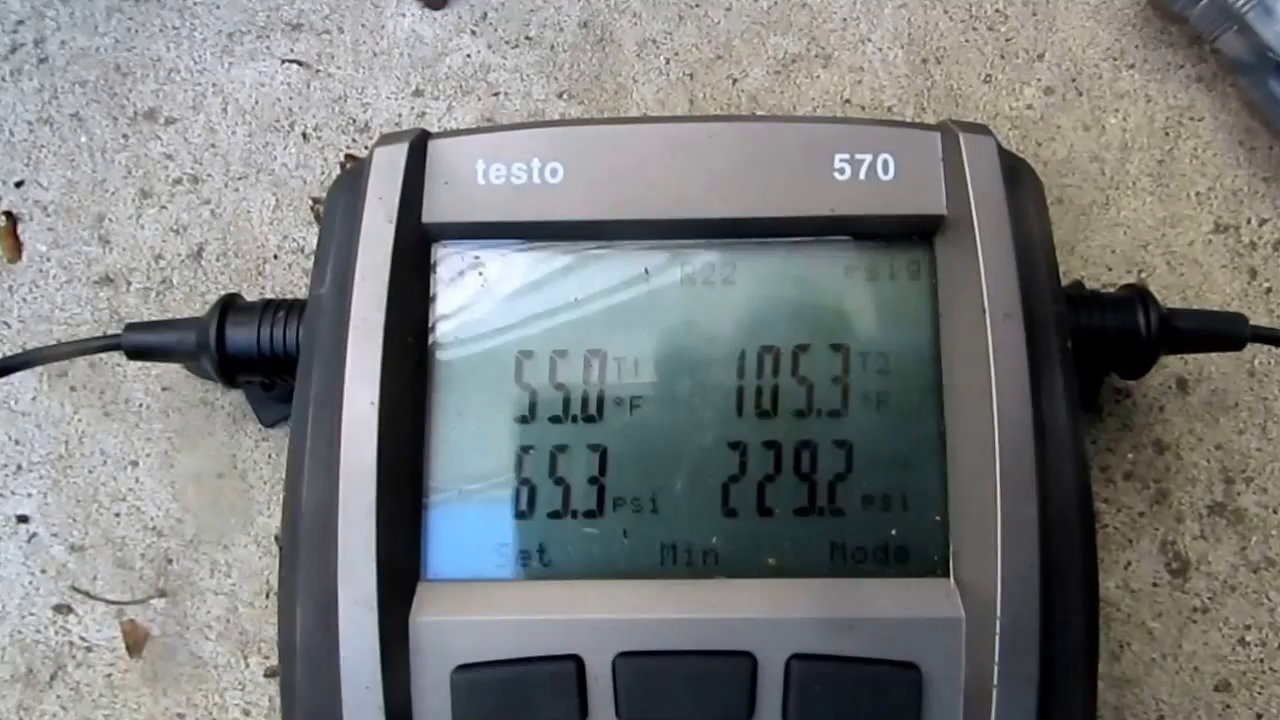 testo 570
R22 psig
55.0 T1 °F 105.3 T2 °F
65.3 psi 229.2 psi
Set Min Mode